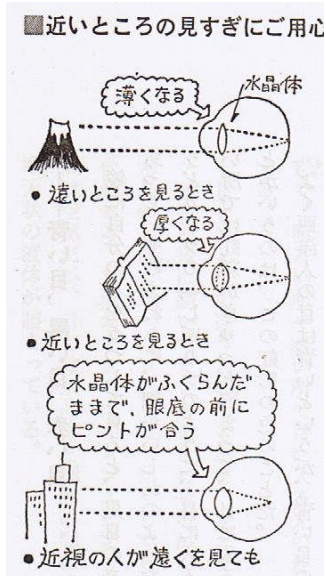 ■近いところの見すぎにご用心
薄くなる
水晶体
●遠いところを見るとき
厚くなる
●近いところを見るとき
水晶体がふくらんだ
ままで、眼底の前に
ピントが合う
●近視の人が遠くを見ても